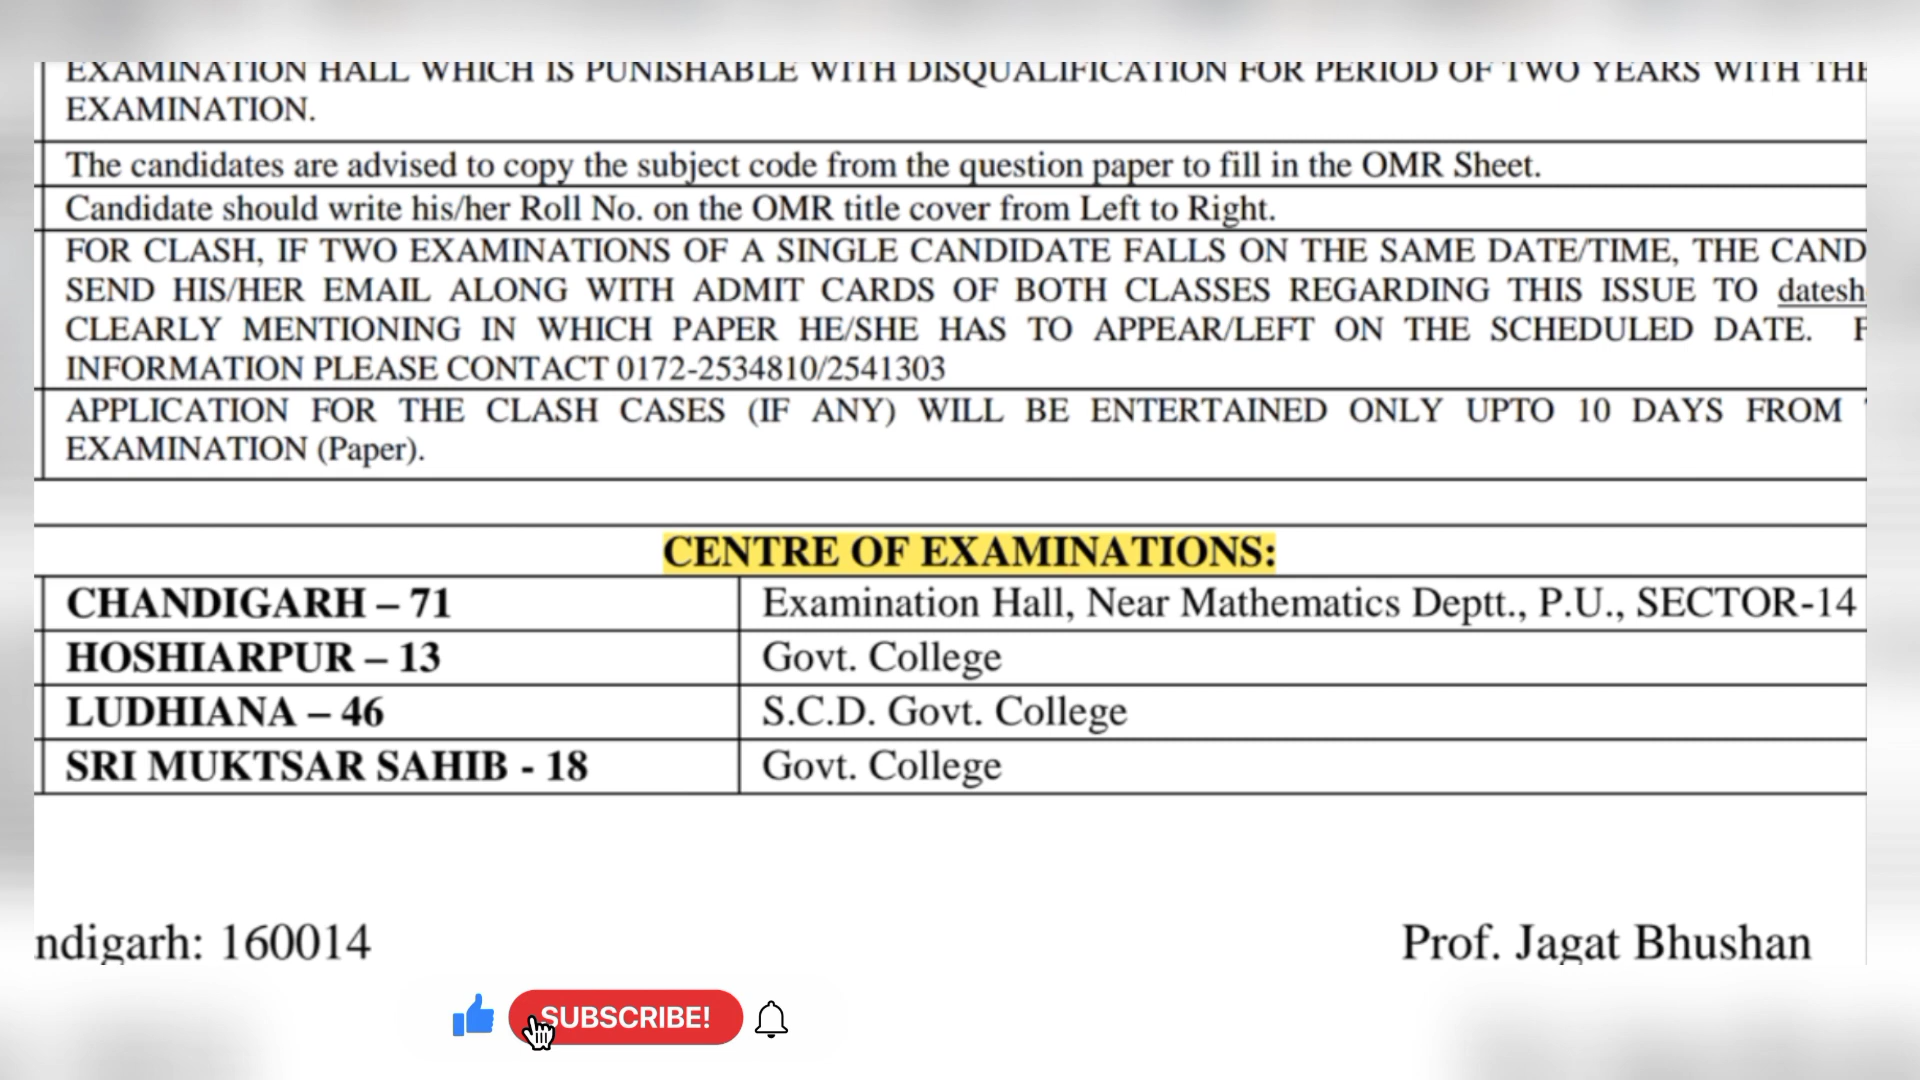 EXAMINATION HALL WHICH IS PUNISHABLE WITH DISQUALIFICATION FOR PERIOD OF TWO YEARS WITH THE
EXAMINATION.
The candidates are advised to copy the subject code from the question paper to fill in the OMR Sheet.
Candidate should write his/her Roll No. on the OMR title cover from Left to Right.
FOR CLASH, IF TWO EXAMINATIONS OF A SINGLE CANDIDATE FALLS ON THE SAME DATE/TIME, THE CAND
SEND HIS/HER EMAIL ALONG WITH ADMIT CARDS OF BOTH CLASSES REGARDING THIS ISSUE TO datesh
CLEARLY MENTIONING IN WHICH PAPER HE/SHE HAS TO APPEAR/LEFT ON THE SCHEDULED DATE. F
INFORMATION PLEASE CONTACT 0172-2534810/2541303
APPLICATION FOR THE CLASH CASES (IF ANY) WILL BE ENTERTAINED ONLY UPTO 10 DAYS FROM
EXAMINATION (Paper).
CENTRE OF EXAMINATIONS:
CHANDIGARH – 71 Examination Hall, Near Mathematics Deptt., P.U., SECTOR-14
HOSHIARPUR – 13 Govt. College
LUDHIANA – 46 S.C.D. Govt. College
SRI MUKTSAR SAHIB - 18 Govt. College
ndigarh: 160014 Prof. Jagat Bhushan
SUBSCRIBE!